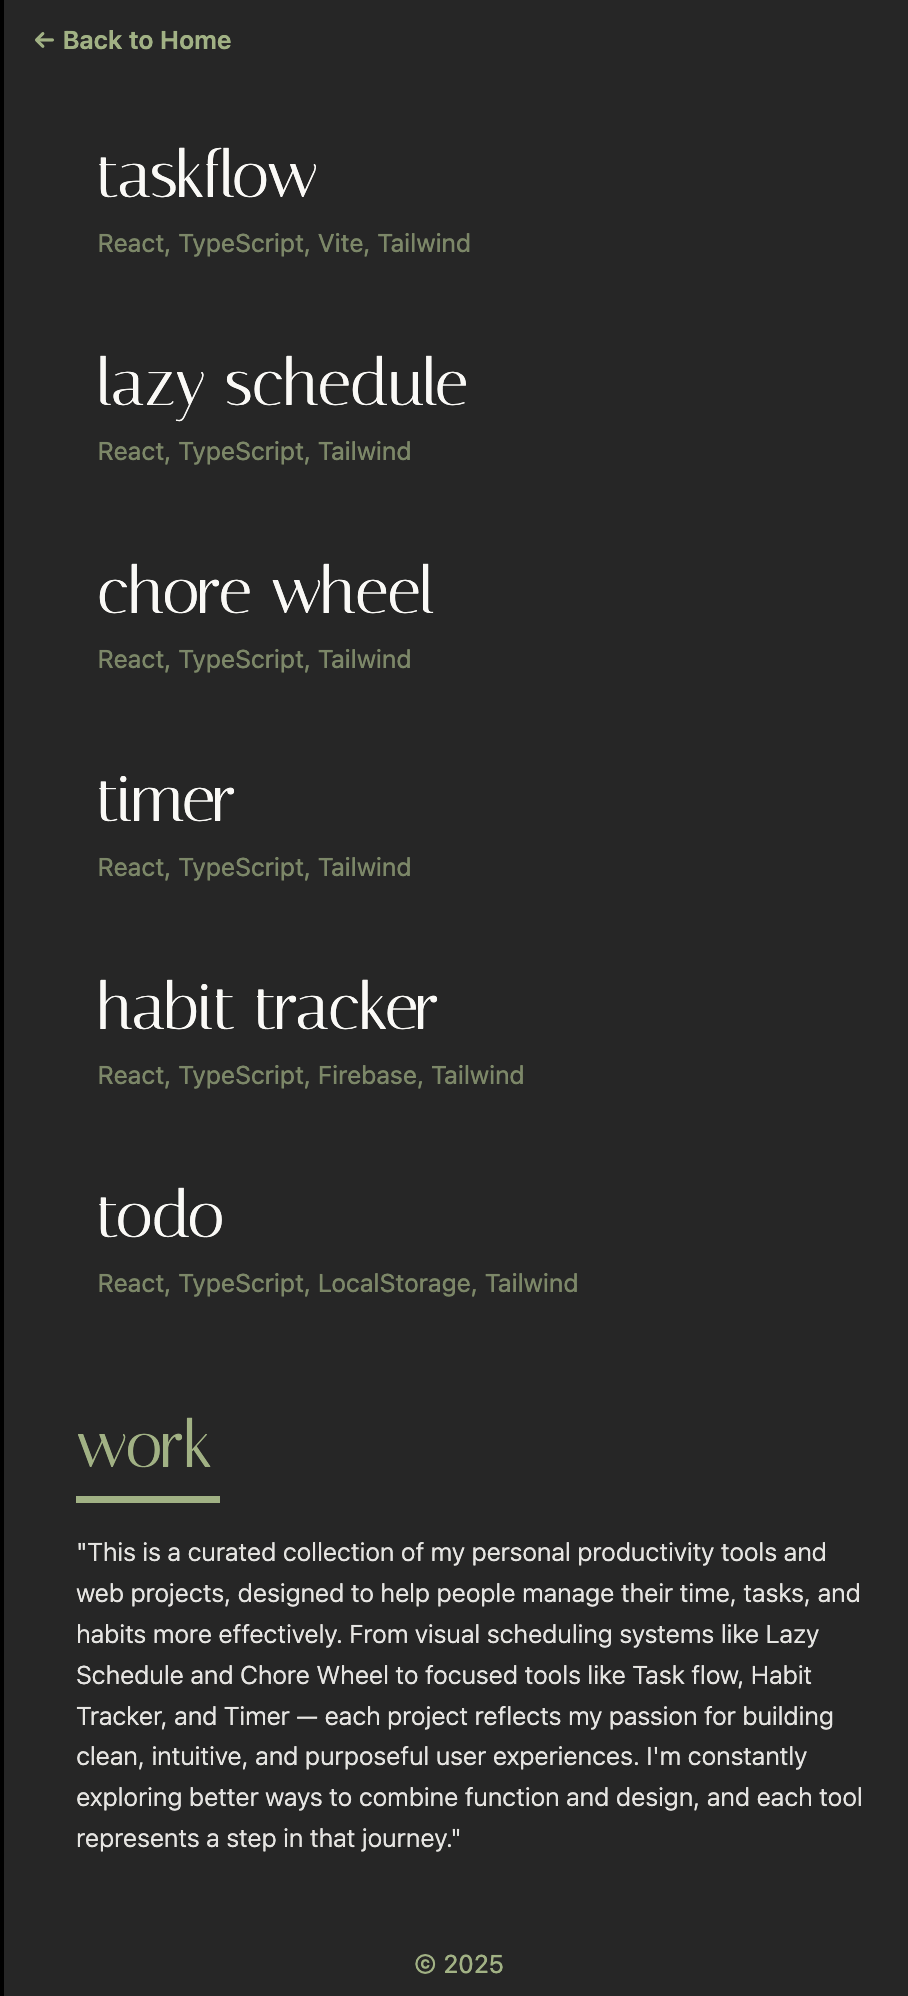 ← Back to Home
taskflow
React, TypeScript, Vite, Tailwind
lazy schedule
React, TypeScript, Tailwind
chore wheel
React, TypeScript, Tailwind
timer
React, TypeScript, Tailwind
habit tracker
React, TypeScript, Firebase, Tailwind
todo
React, TypeScript, LocalStorage, Tailwind
work
"This is a curated collection of my personal productivity tools and
web projects, designed to help people manage their time, tasks, and
habits more effectively. From visual scheduling systems like Lazy
Schedule and Chore Wheel to focused tools like Task flow, Habit
Tracker, and Timer — each project reflects my passion for building
clean, intuitive, and purposeful user experiences. I'm constantly
exploring better ways to combine function and design, and each tool
represents a step in that journey."
© 2025